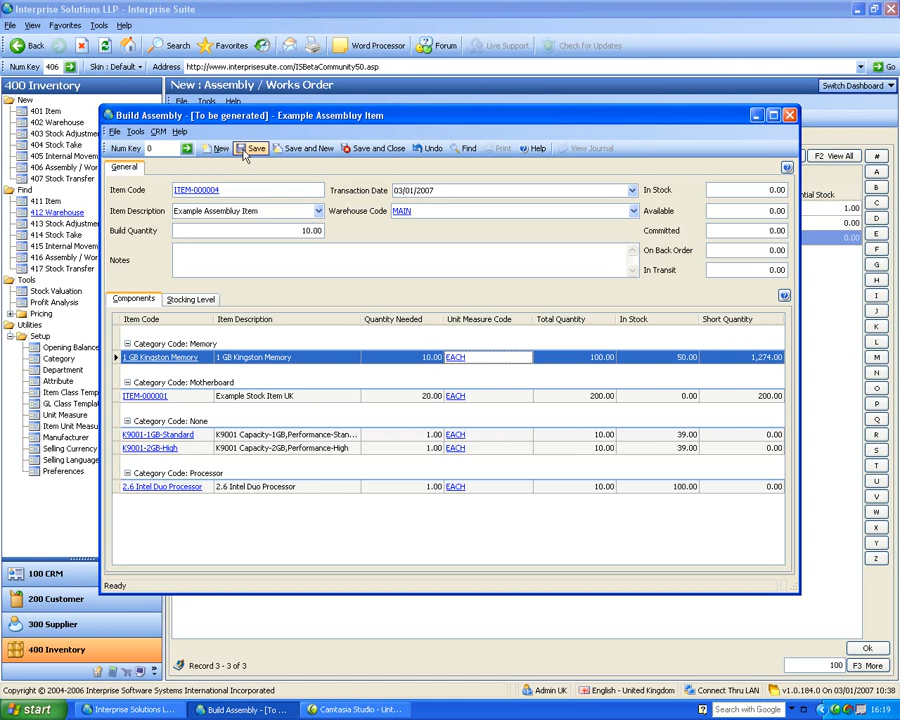 Interprise Solutions LLP - Interprise Suite
File View Favorites Tools Help
Back Search Favorites Word Processor Forum Live Support Check for Updates
Num Key 406 Skin : Default Address http://www.interprisesuite.com/ISBetaCommunity50.asp Go
400 Inventory
New : Assembly / Works Order
Switch Dashboard
File Tools Help
New
401 Item
402 Warehouse
403 Stock Adjustmen
404 Stock Take
405 Internal Movem
406 Assembly / Wor
407 Stock Transfer
Find
411 Item
412 Warehouse
413 Stock Adjustmen
414 Stock Take
415 Internal Movem
416 Assembly / Wor
417 Stock Transfer
Tools
Stock Valuation
Profit Analysis
Pricing
Utilities
Setup
Opening Balance
Category
Department
Attribute
Item Class Templ
GL Class Templa
Unit Measure
Item Unit Measu
Manufacturer
Selling Currency
Selling Language
Preferences
100 CRM
200 Customer
300 Supplier
400 Inventory
Build Assembly - [To be generated] - Example Assembluy Item
File Tools CRM Help
Num Key 0 New Save Save and New Save and Close Undo Find Print Help View Journal
General
Item Code ITEM-000004 Transaction Date 03/01/2007 In Stock 0.00
Item Description Example Assembluy Item Warehouse Code MAIN Available 0.00
Build Quantity 10.00 Committed 0.00
Notes On Back Order 0.00
In Transit 0.00
Components Stocking Level
Item Code Item Description Quantity Needed Unit Measure Code Total Quantity In Stock Short Quantity
Category Code: Memory
1 GB Kingston Memory 1 GB Kingston Memory 10.00 EACH 100.00 50.00 1,274.00
Category Code: Motherboard
ITEM-000001 Example Stock Item UK 20.00 EACH 200.00 0.00 200.00
Category Code: None
K9001-1GB-Standard K9001 Capacity-1GB,Performance-Stan... 1.00 EACH 10.00 39.00 0.00
K9001-2GB-High K9001 Capacity-2GB,Performance-High 1.00 EACH 10.00 39.00 0.00
Category Code: Processor
2.6 Intel Duo Processor 2.6 Intel Duo Processor 1.00 EACH 10.00 100.00 0.00
Ready
F2 View All
ntial Stock
1.00
0.00
0.00
#
A
B
C
D
E
F
G
H
I
J
K
L
M
N
O
P
Q
R
S
T
U
V
W
X
Y
Z
Ok
Record 3 - 3 of 3 100 F3 More
Copyright © 2004-2006 Interprise Software Systems International Incorporated Admin UK English - United Kingdom Connect Thru LAN v1.0.184.0 On 03/01/2007 10:38
start Interprise Solutions L... Build Assembly - [To ... Camtasia Studio - Unt... Search with Google 16:19